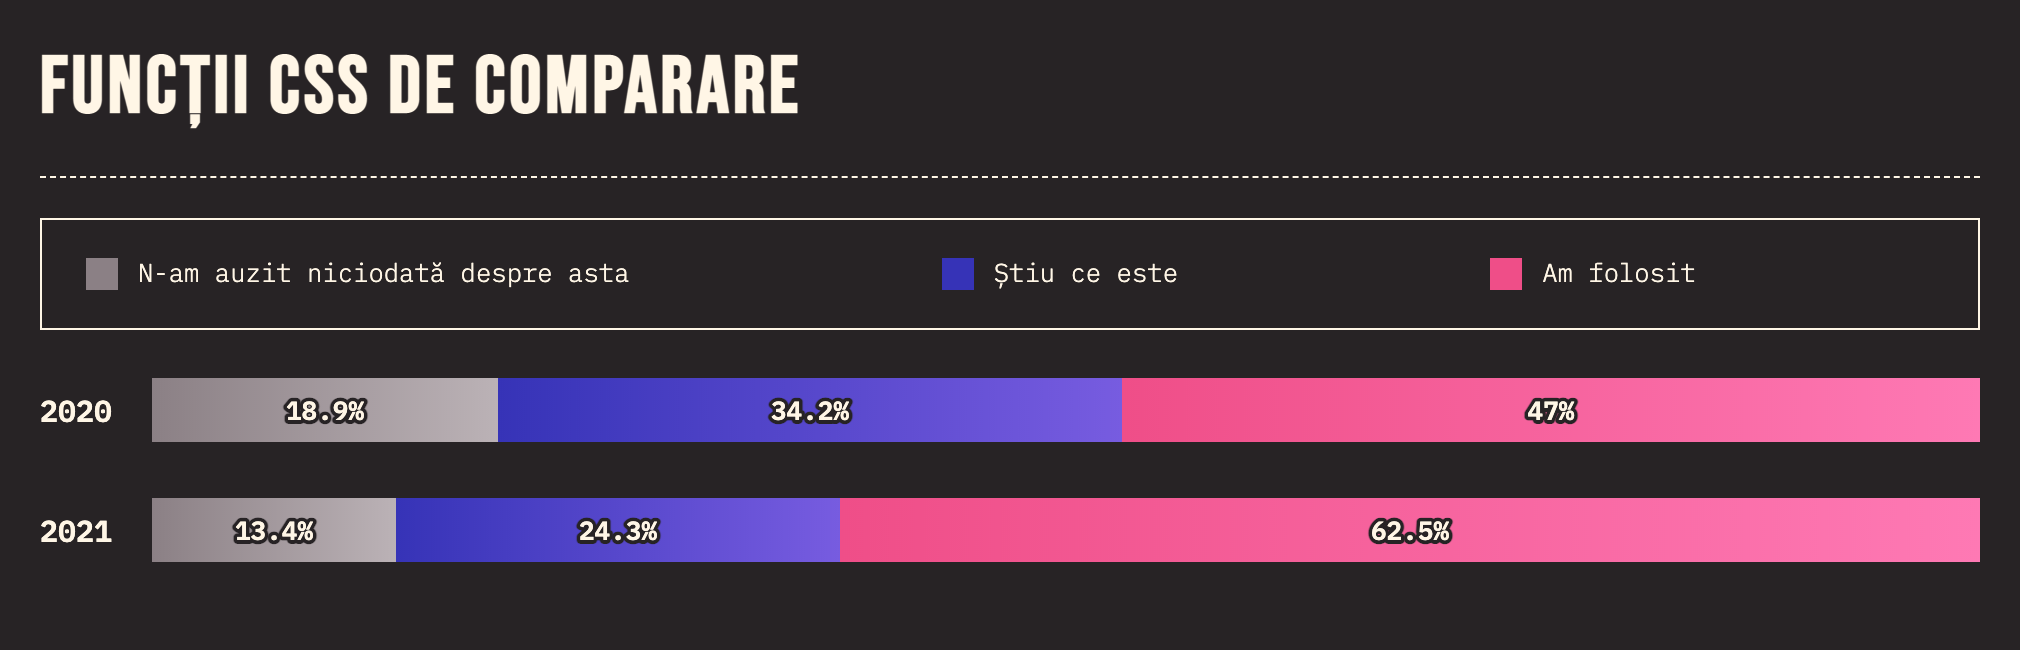 FUNCȚII CSS DE COMPARARE
N-am auzit niciodată despre asta Știu ce este Am folosit
2020 18.9% 34.2% 47%
2021 13.4% 24.3% 62.5%